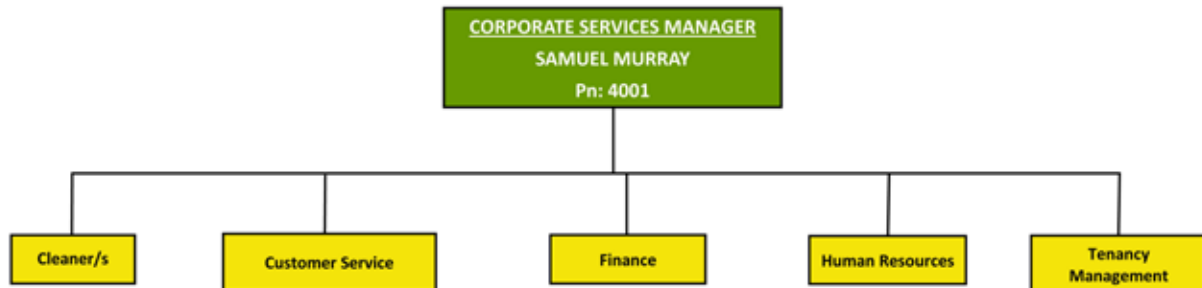 CORPORATE SERVICES MANAGER
SAMUEL MURRAY
Pn: 4001
Cleaner/s
Customer Service
Finance
Human Resources
Tenancy
Management